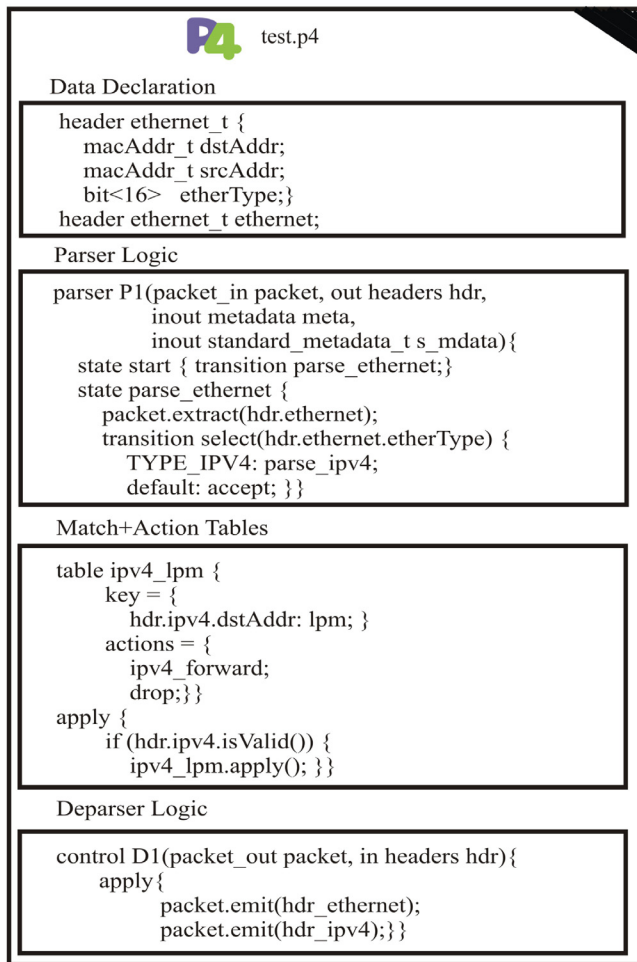 P4 test.p4
Data Declaration
header ethernet_t {
macAddr_t dstAddr;
macAddr_t srcAddr;
bit<16> etherType;}
header ethernet_t ethernet;
Parser Logic
parser P1(packet_in packet, out headers hdr,
inout metadata meta,
inout standard_metadata_t s_mdata){
state start { transition parse_ethernet;}
state parse_ethernet {
packet.extract(hdr.ethernet);
transition select(hdr.ethernet.etherType) {
TYPE_IPV4: parse_ipv4;
default: accept; }}
Match+Action Tables
table ipv4_lpm {
key = {
hdr.ipv4.dstAddr: lpm; }
actions = {
ipv4_forward;
drop;}}
apply {
if (hdr.ipv4.isValid()) {
ipv4_lpm.apply(); }}
Deparser Logic
control D1(packet_out packet, in headers hdr){
apply{
packet.emit(hdr_ethernet);
packet.emit(hdr_ipv4);}}